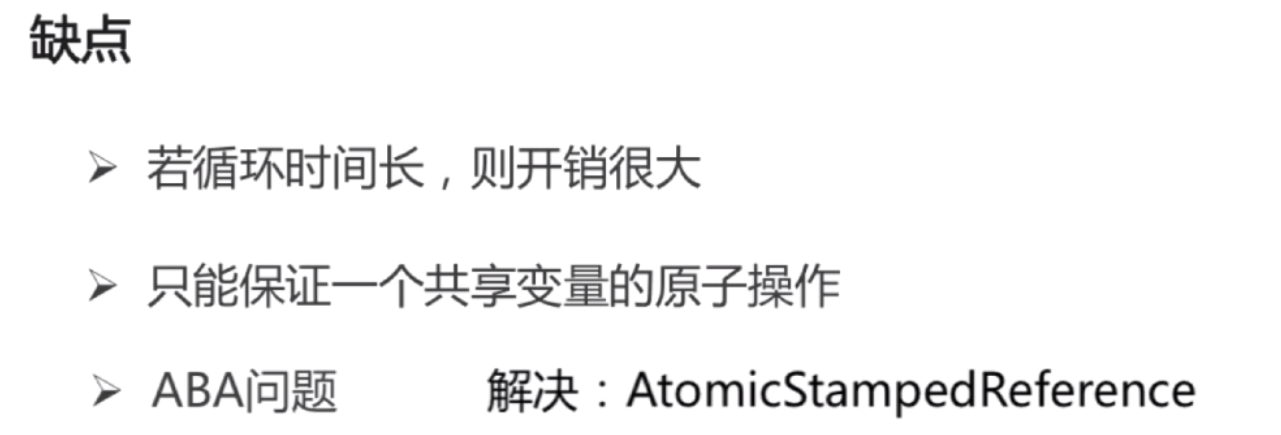 缺点
➢ 若循环时间长，则开销很大
➢ 只能保证一个共享变量的原子操作
➢ ABA问题 解决：AtomicStampedReference